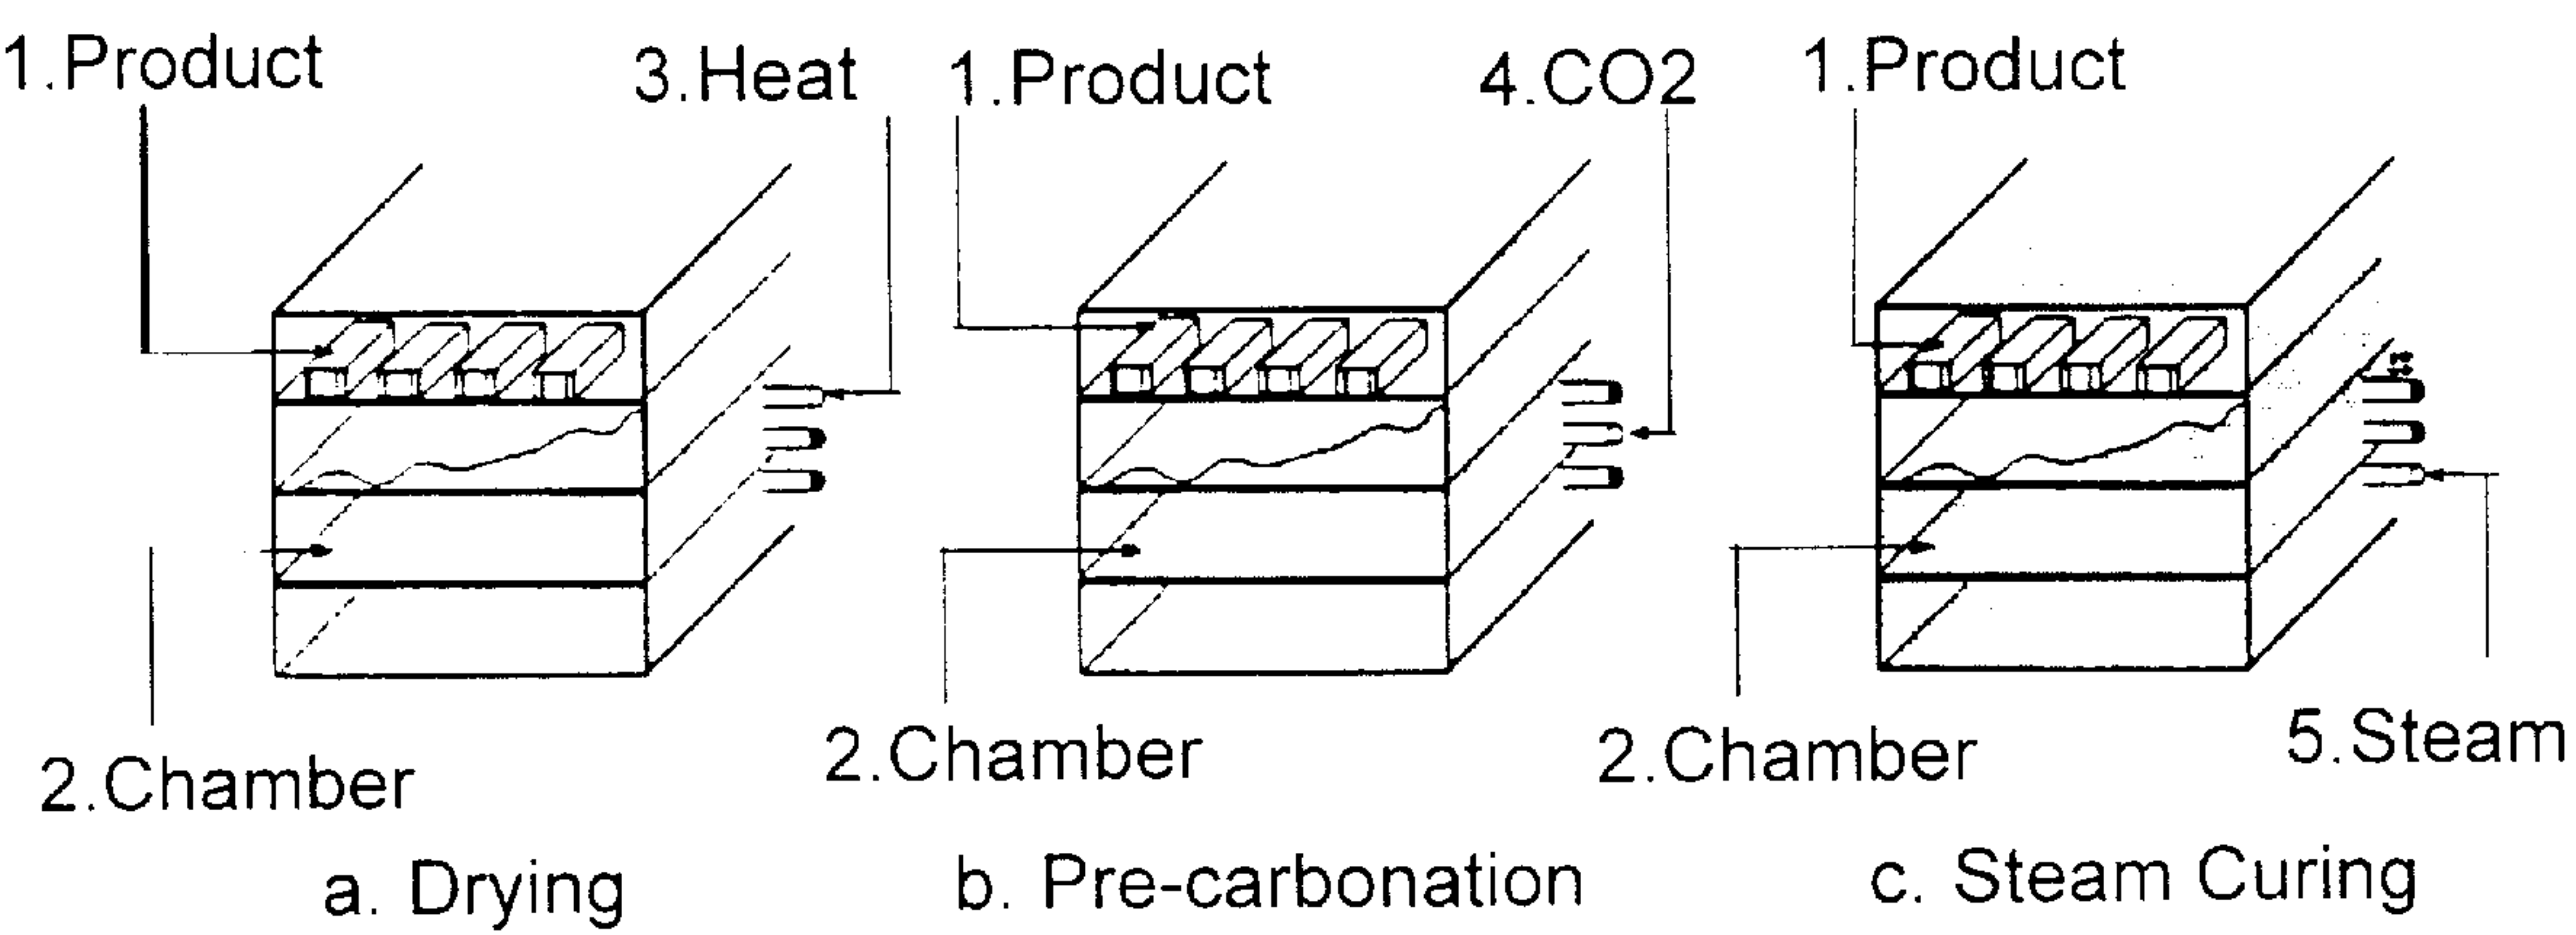 1.Product
3.Heat
1.Product
4.CO2
1.Product
2.Chamber
2.Chamber
2.Chamber
5.Steam
a. Drying
b. Pre-carbonation
c. Steam Curing